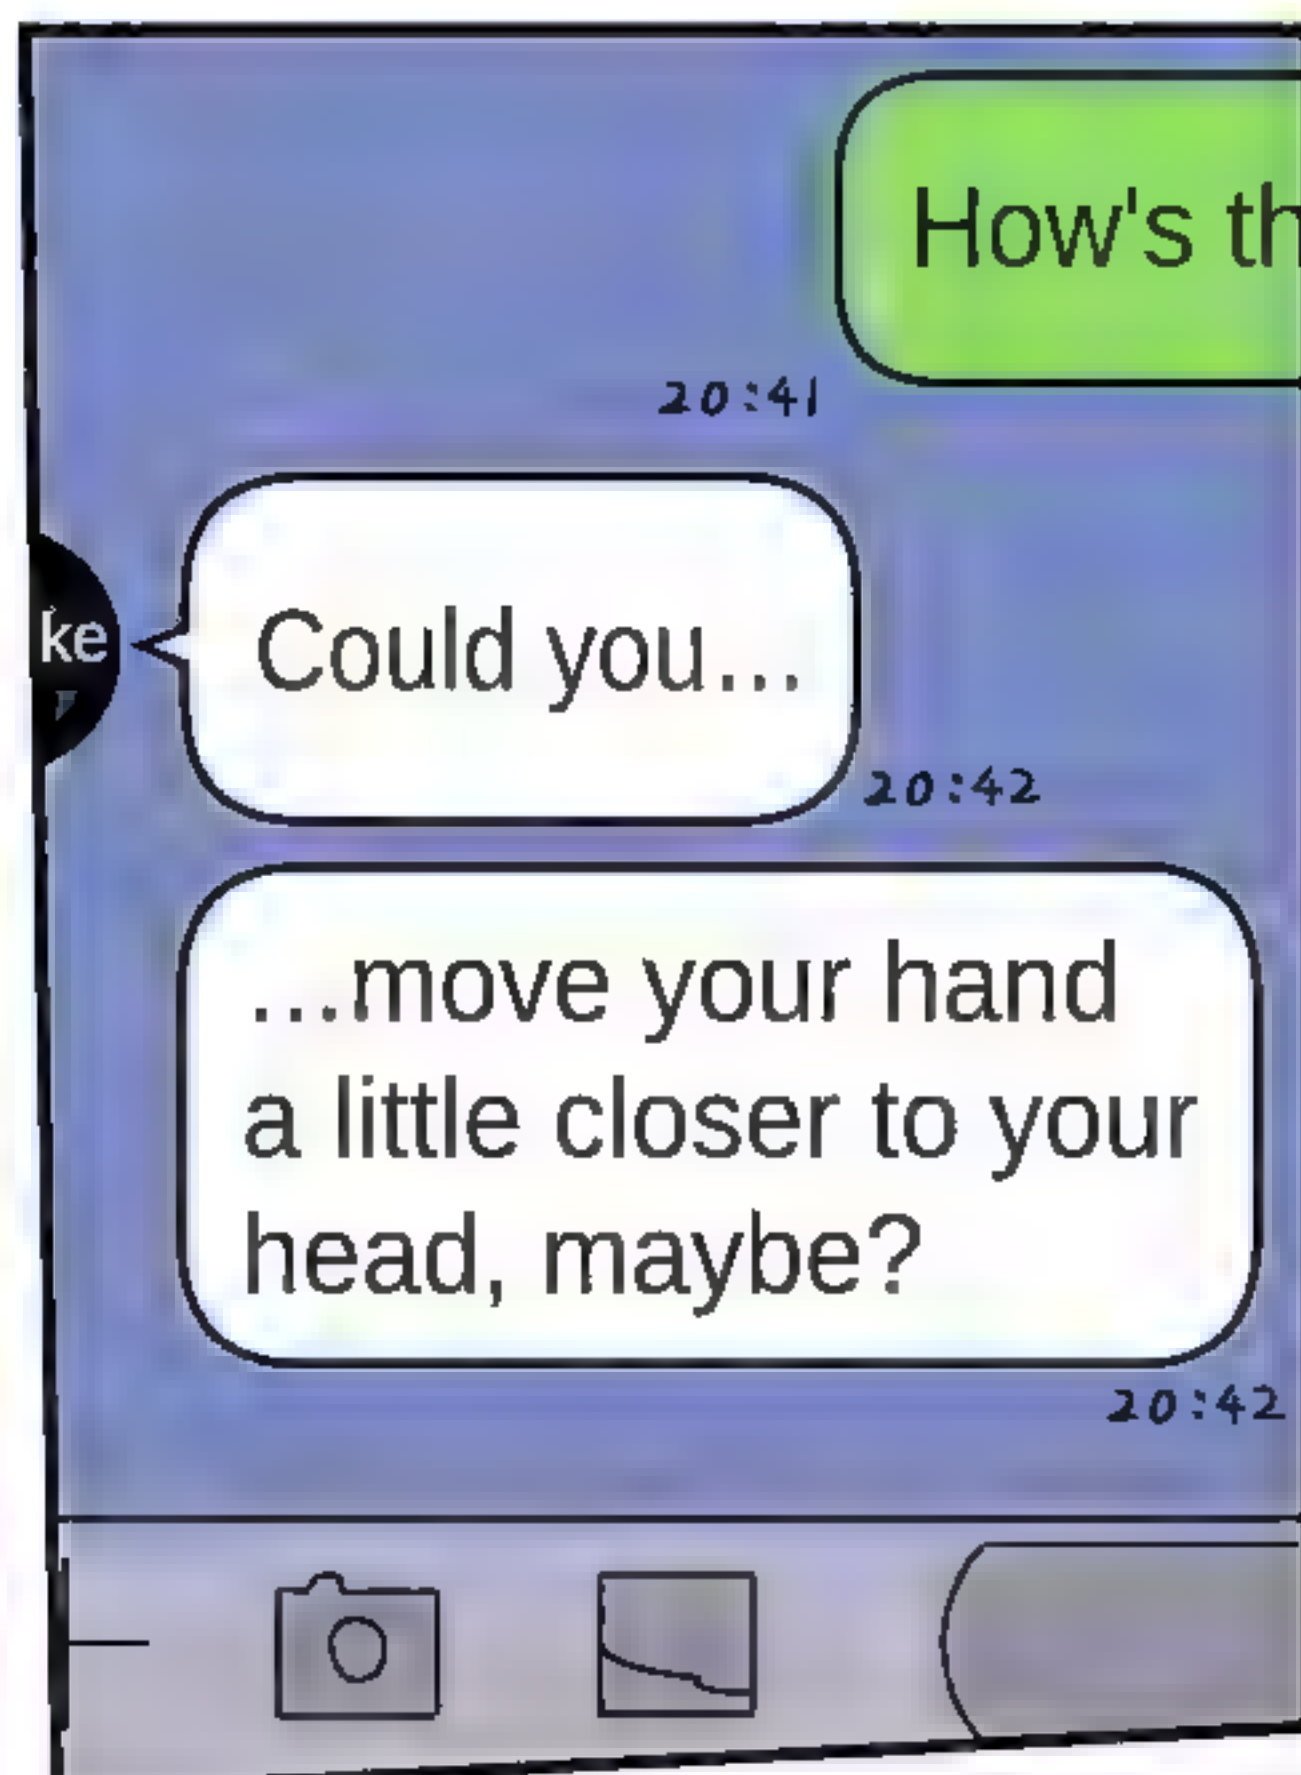 How's th
20:41
ke
Could you...
20:42
...move your hand
a little closer to your
head, maybe?
20:42